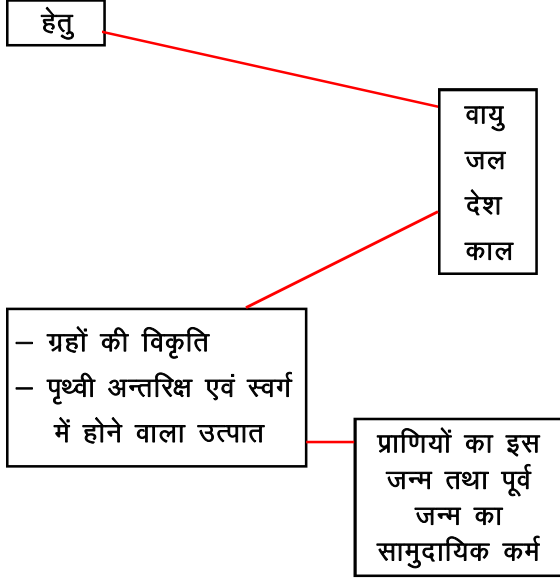 हेतु
वायु
जल
देश
काल
– ग्रहों की विकृति
– पृथ्वी अन्तरिक्ष एवं स्वर्ग
में होने वाला उत्पात
प्राणियों का इस
जन्म तथा पूर्व
जन्म का
सामुदायिक कर्म